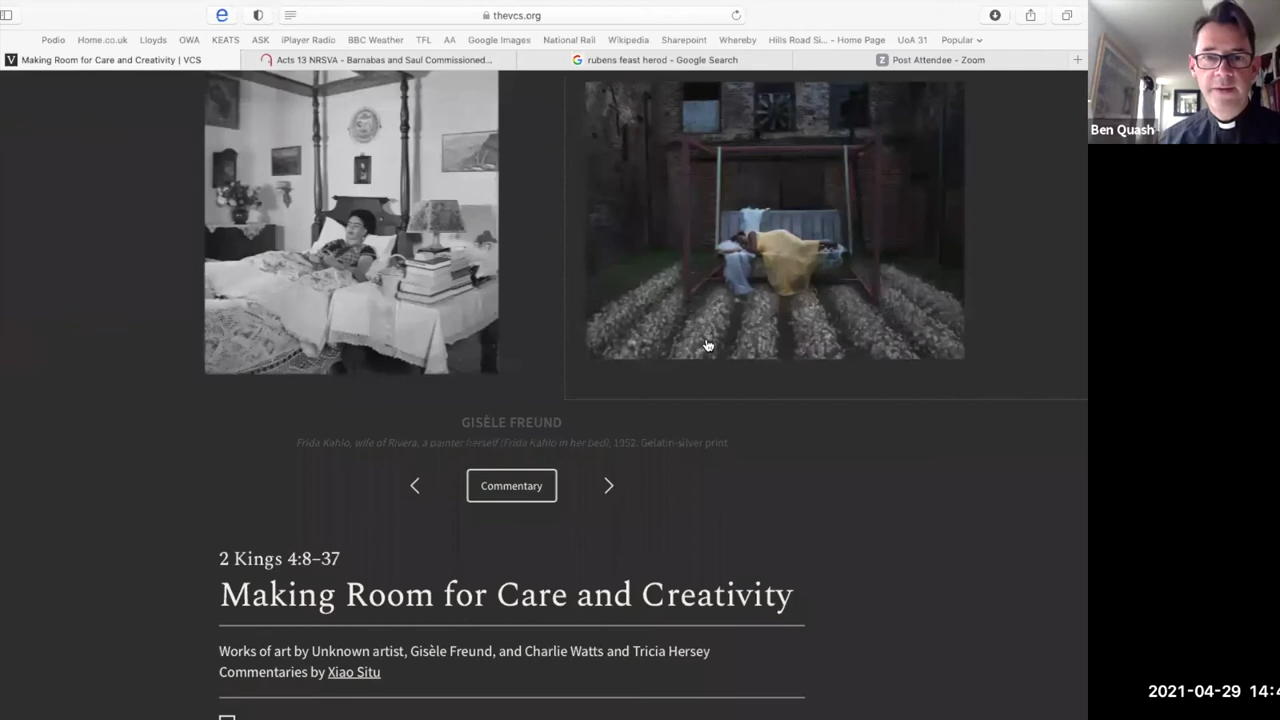 thevcs.org
Podio Home.co.uk Lloyds OWA KEATS ASK iPlayer Radio BBC Weather TFL AA Google Images National Rail Wikipedia Sharepoint Whereby Hills Road Si... - Home Page UoA 31 Popular
Making Room for Care and Creativity | VCS
Acts 13 NRSVA - Barnabas and Saul Commissioned...
rubens feast herod - Google Search
Post Attendee - Zoom
Ben Quash
GISÈLE FREUND
Frida Kahlo, wife of Rivera, a painter herself (Frida Kahlo in her bed), 1952. Gelatin-silver print
Commentary
2 Kings 4:8–37
Making Room for Care and Creativity
Works of art by Unknown artist, Gisèle Freund, and Charlie Watts and Tricia Hersey
Commentaries by Xiao Situ
2021-04-29 14:4